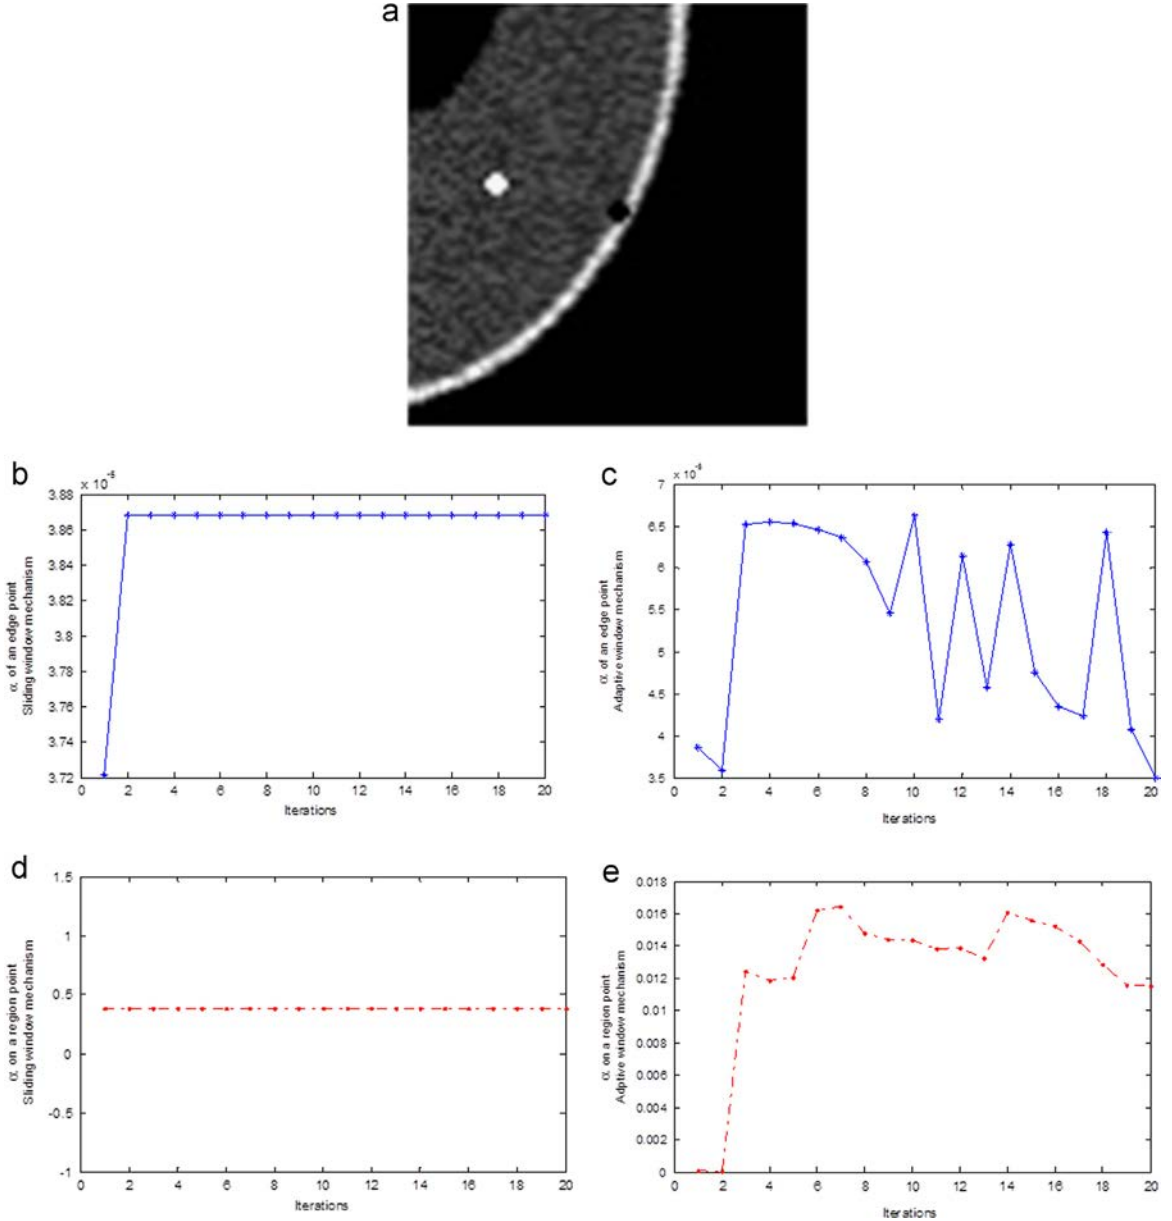 a
b
× 10⁻⁵
3.88
3.86
3.84
3.82
3.8
3.78
3.76
3.74
3.72
0 2 4 6 8 10 12 14 16 18 20
Iterations
α of an edge point
Sliding window mechanism
c
7
6.5
6
5.5
5
4.5
4
3.5
0 2 4 6 8 10 12 14 16 18 20
Iterations
α of an edge point
Adaptive window mechanism
d
1.5
1
0.5
0
-0.5
-1
0 2 4 6 8 10 12 14 16 18 20
Iterations
α on a region point
Sliding window mechanism
e
0.018
0.016
0.014
0.012
0.01
0.008
0.006
0.004
0.002
0
0 2 4 6 8 10 12 14 16 18 20
Iterations
α on a region point
Adptive window mechanism